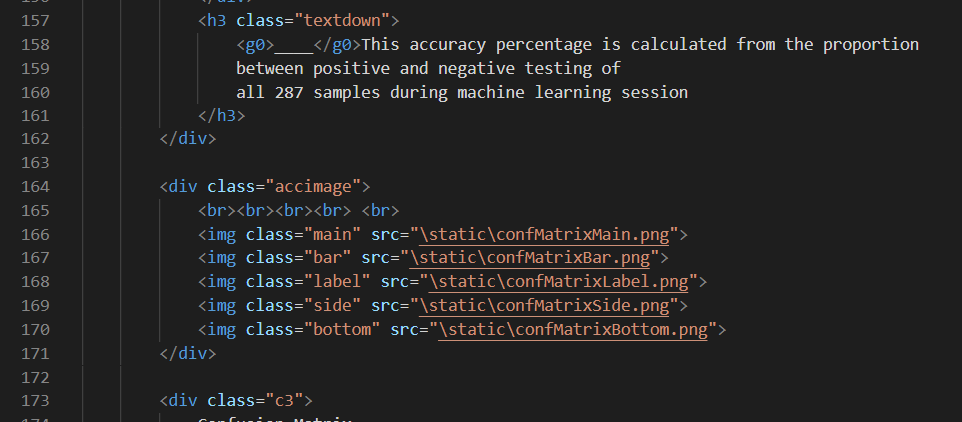 157 <h3 class="textdown">
158 <g0>____</g0>This accuracy percentage is calculated from the proportion
159 between positive and negative testing of
160 all 287 samples during machine learning session
161 </h3>
162 </div>
163
164 <div class="accimage">
165 <br><br><br><br> <br>
166 <img class="main" src="\static\confMatrixMain.png">
167 <img class="bar" src="\static\confMatrixBar.png">
168 <img class="label" src="\static\confMatrixLabel.png">
169 <img class="side" src="\static\confMatrixSide.png">
170 <img class="bottom" src="\static\confMatrixBottom.png">
171 </div>
172
173 <div class="c3">